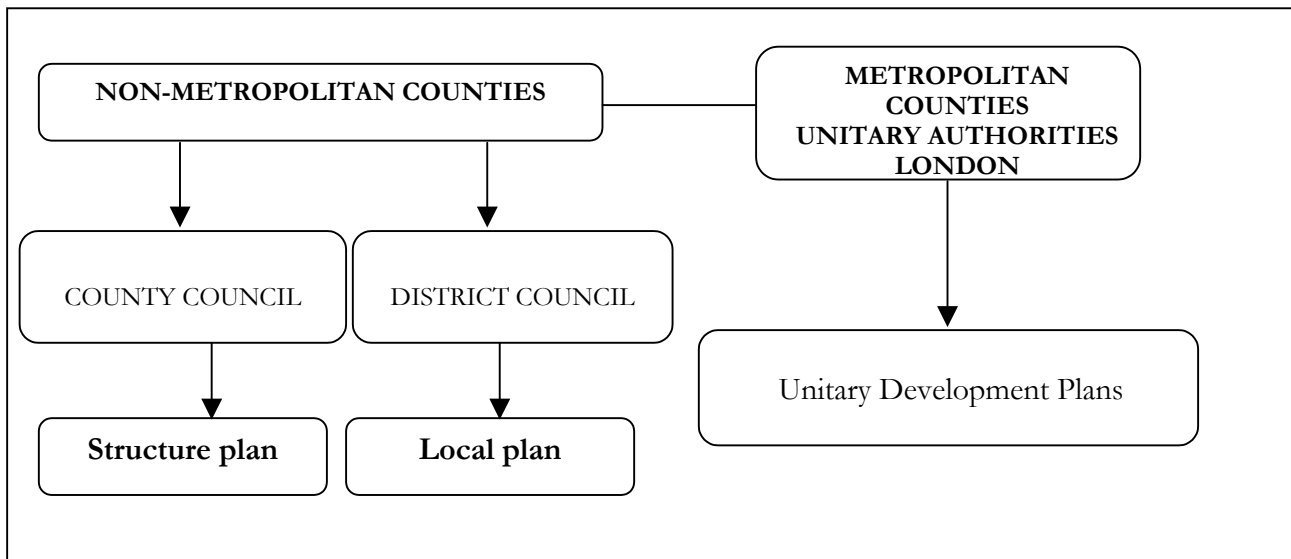 NON-METROPOLITAN COUNTIES
METROPOLITAN
COUNTIES
UNITARY AUTHORITIES
LONDON
COUNTY COUNCIL
DISTRICT COUNCIL
Unitary Development Plans
Structure plan
Local plan